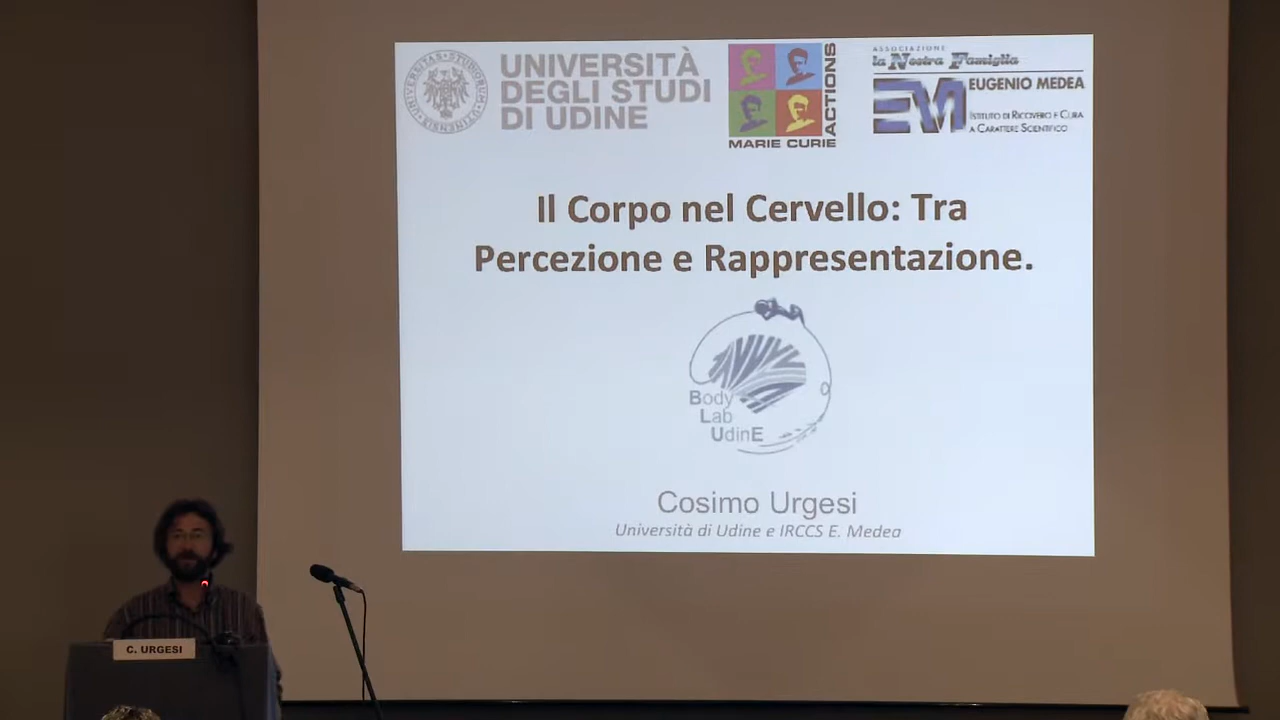 UNIVERSITÀ
DEGLI STUDI
DI UDINE
MARIE CURIE
ACTIONS
ASSOCIAZIONE
la Nostra Famiglia
EM
EUGENIO MEDEA
ISTITUTO DI RICOVERO E CURA
A CARATTERE SCIENTIFICO
Il Corpo nel Cervello: Tra
Percezione e Rappresentazione.
Body
Lab
UdinE
Cosimo Urgesi
Università di Udine e IRCCS E. Medea
C. URGESI